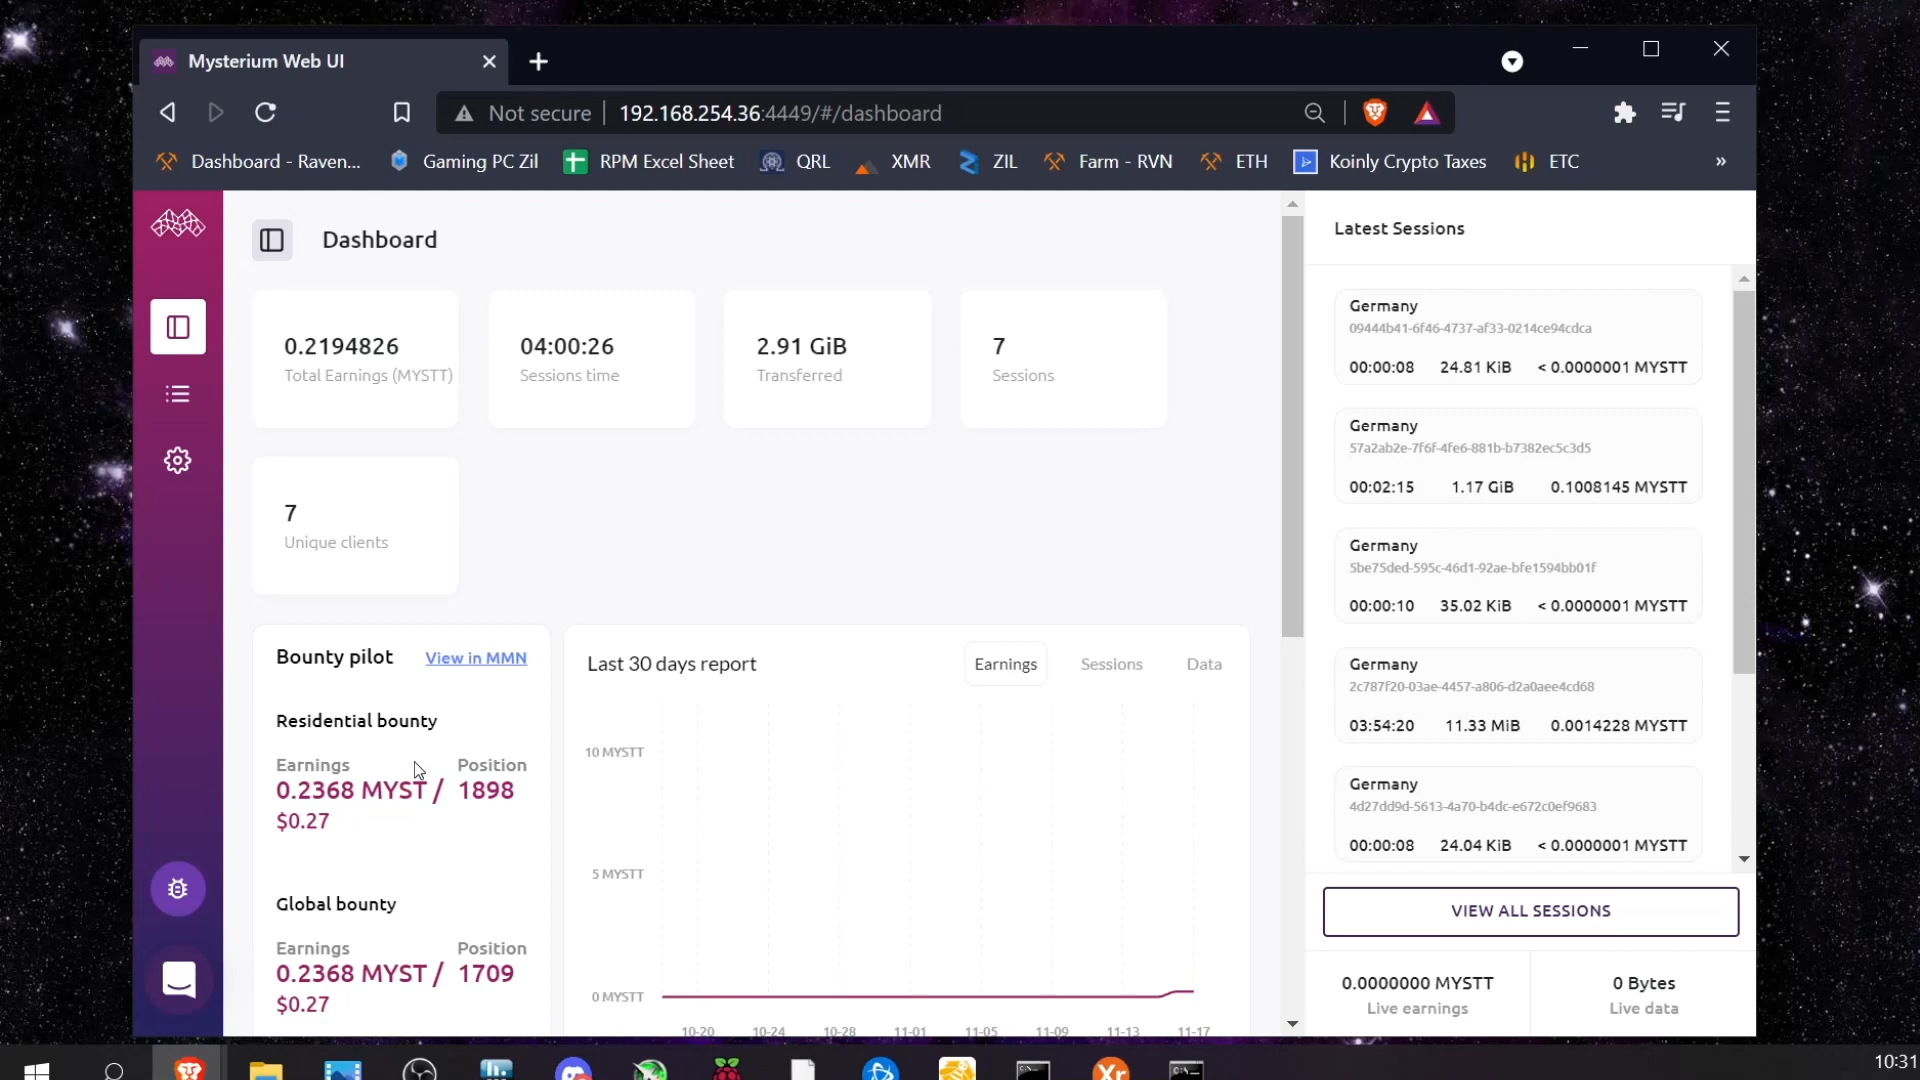 Mysterium Web UI
Not secure
192.168.254.36:4449/#/dashboard
Dashboard - Raven...
Gaming PC Zil
RPM Excel Sheet
QRL
XMR
ZIL
Farm - RVN
ETH
Koinly Crypto Taxes
ETC
»
Dashboard
0.2194826
Total Earnings (MYSTT)
04:00:26
Sessions time
2.91 GiB
Transferred
7
Sessions
7
Unique clients
Bounty pilot
View in MMN
Residential bounty
Earnings Position
0.2368 MYST / 1898
$0.27
Global bounty
Earnings Position
0.2368 MYST / 1709
$0.27
Last 30 days report
Earnings
Sessions
Data
10 MYSTT
5 MYSTT
0 MYSTT
10-20 10-24 10-28 11-01 11-05 11-09 11-13 11-17
Latest Sessions
Germany
09444b41-6f46-4737-af33-0214ce94cdca
00:00:08 24.81 KiB < 0.0000001 MYSTT
Germany
57a2ab2e-7f6f-4fe6-881b-b7382ec5c3d5
00:02:15 1.17 GiB 0.1008145 MYSTT
Germany
5be75ded-595c-46d1-92ae-bfe1594bb01f
00:00:10 35.02 KiB < 0.0000001 MYSTT
Germany
2c787f20-03ae-4457-a806-d2a0aee4cd68
03:54:20 11.33 MiB 0.0014228 MYSTT
Germany
4d27dd9d-5613-4a70-b4dc-e672c0ef9683
00:00:08 24.04 KiB < 0.0000001 MYSTT
VIEW ALL SESSIONS
0.0000000 MYSTT
Live earnings
0 Bytes
Live data
Xr
10:31